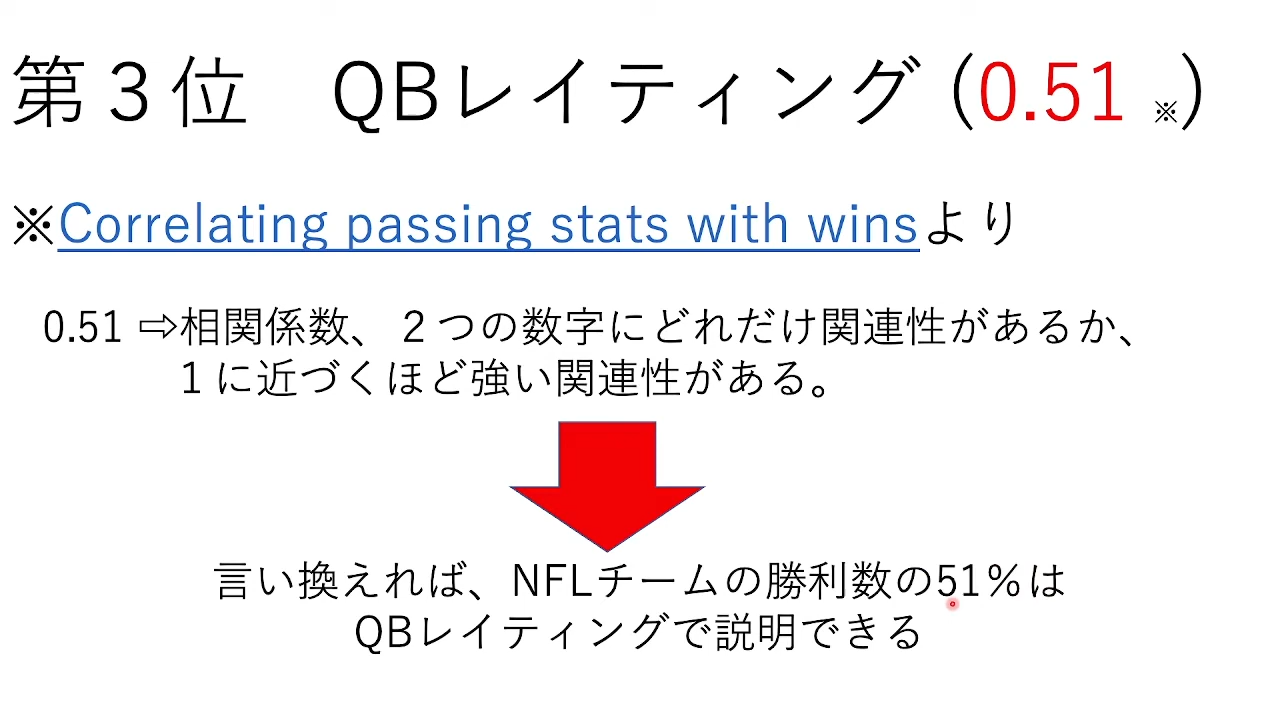 第３位　QBレイティング (0.51 ※)
※Correlating passing stats with winsより
0.51 ⇨相関係数、２つの数字にどれだけ関連性があるか、
１に近づくほど強い関連性がある。
言い換えれば、NFLチームの勝利数の51％は
QBレイティングで説明できる